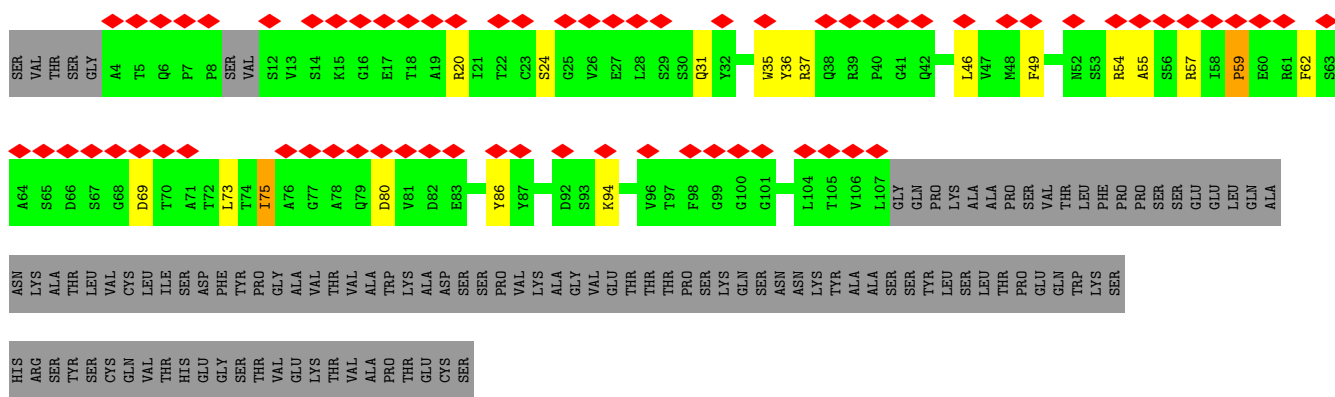 SER VAL THR SER GLY A4 T5 Q6 P7 P8 SER VAL S12 V13 S14 K15 G16 E17 T18 A19 R20 I21 T22 C23 S24 G25 V26 E27 L28 S29 S30 Q31 Y32 W35 Y36 R37 Q38 R39 P40 G41 Q42 L46 V47 M48 F49 N52 S53 R54 A55 S56 R57 I58 P59 E60 R61 F62 S63
A64 S65 D66 S67 G68 D69 T70 A71 T72 L73 T74 I75 A76 G77 A78 Q79 D80 V81 D82 E83 Y86 Y87 D92 S93 K94 V96 T97 F98 G99 G100 G101 L104 T105 V106 L107 GLY GLN PRO LYS ALA ALA PRO SER VAL THR LEU PHE PRO PRO SER SER GLU GLU LEU GLN ALA
ASN LYS ALA THR LEU VAL CYS LEU ILE SER ASP PHE TYR PRO GLY ALA VAL THR VAL ALA TRP LYS ALA ASP SER SER PRO VAL LYS ALA GLY VAL GLU THR THR THR PRO SER LYS GLN SER ASN ASN LYS TYR ALA ALA SER SER TYR LEU SER LEU THR PRO GLU GLN TRP LYS SER
HIS ARG SER TYR SER CYS GLN VAL THR HIS GLU GLY SER THR VAL GLU LYS THR VAL ALA PRO THR GLU CYS SER